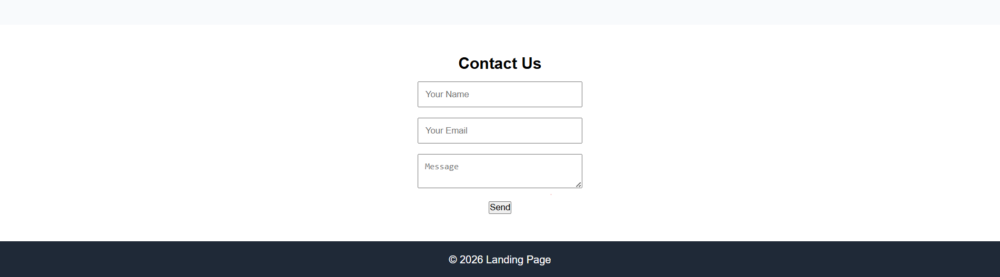 Contact Us
Your Name
Your Email
Message
Send
© 2026 Landing Page